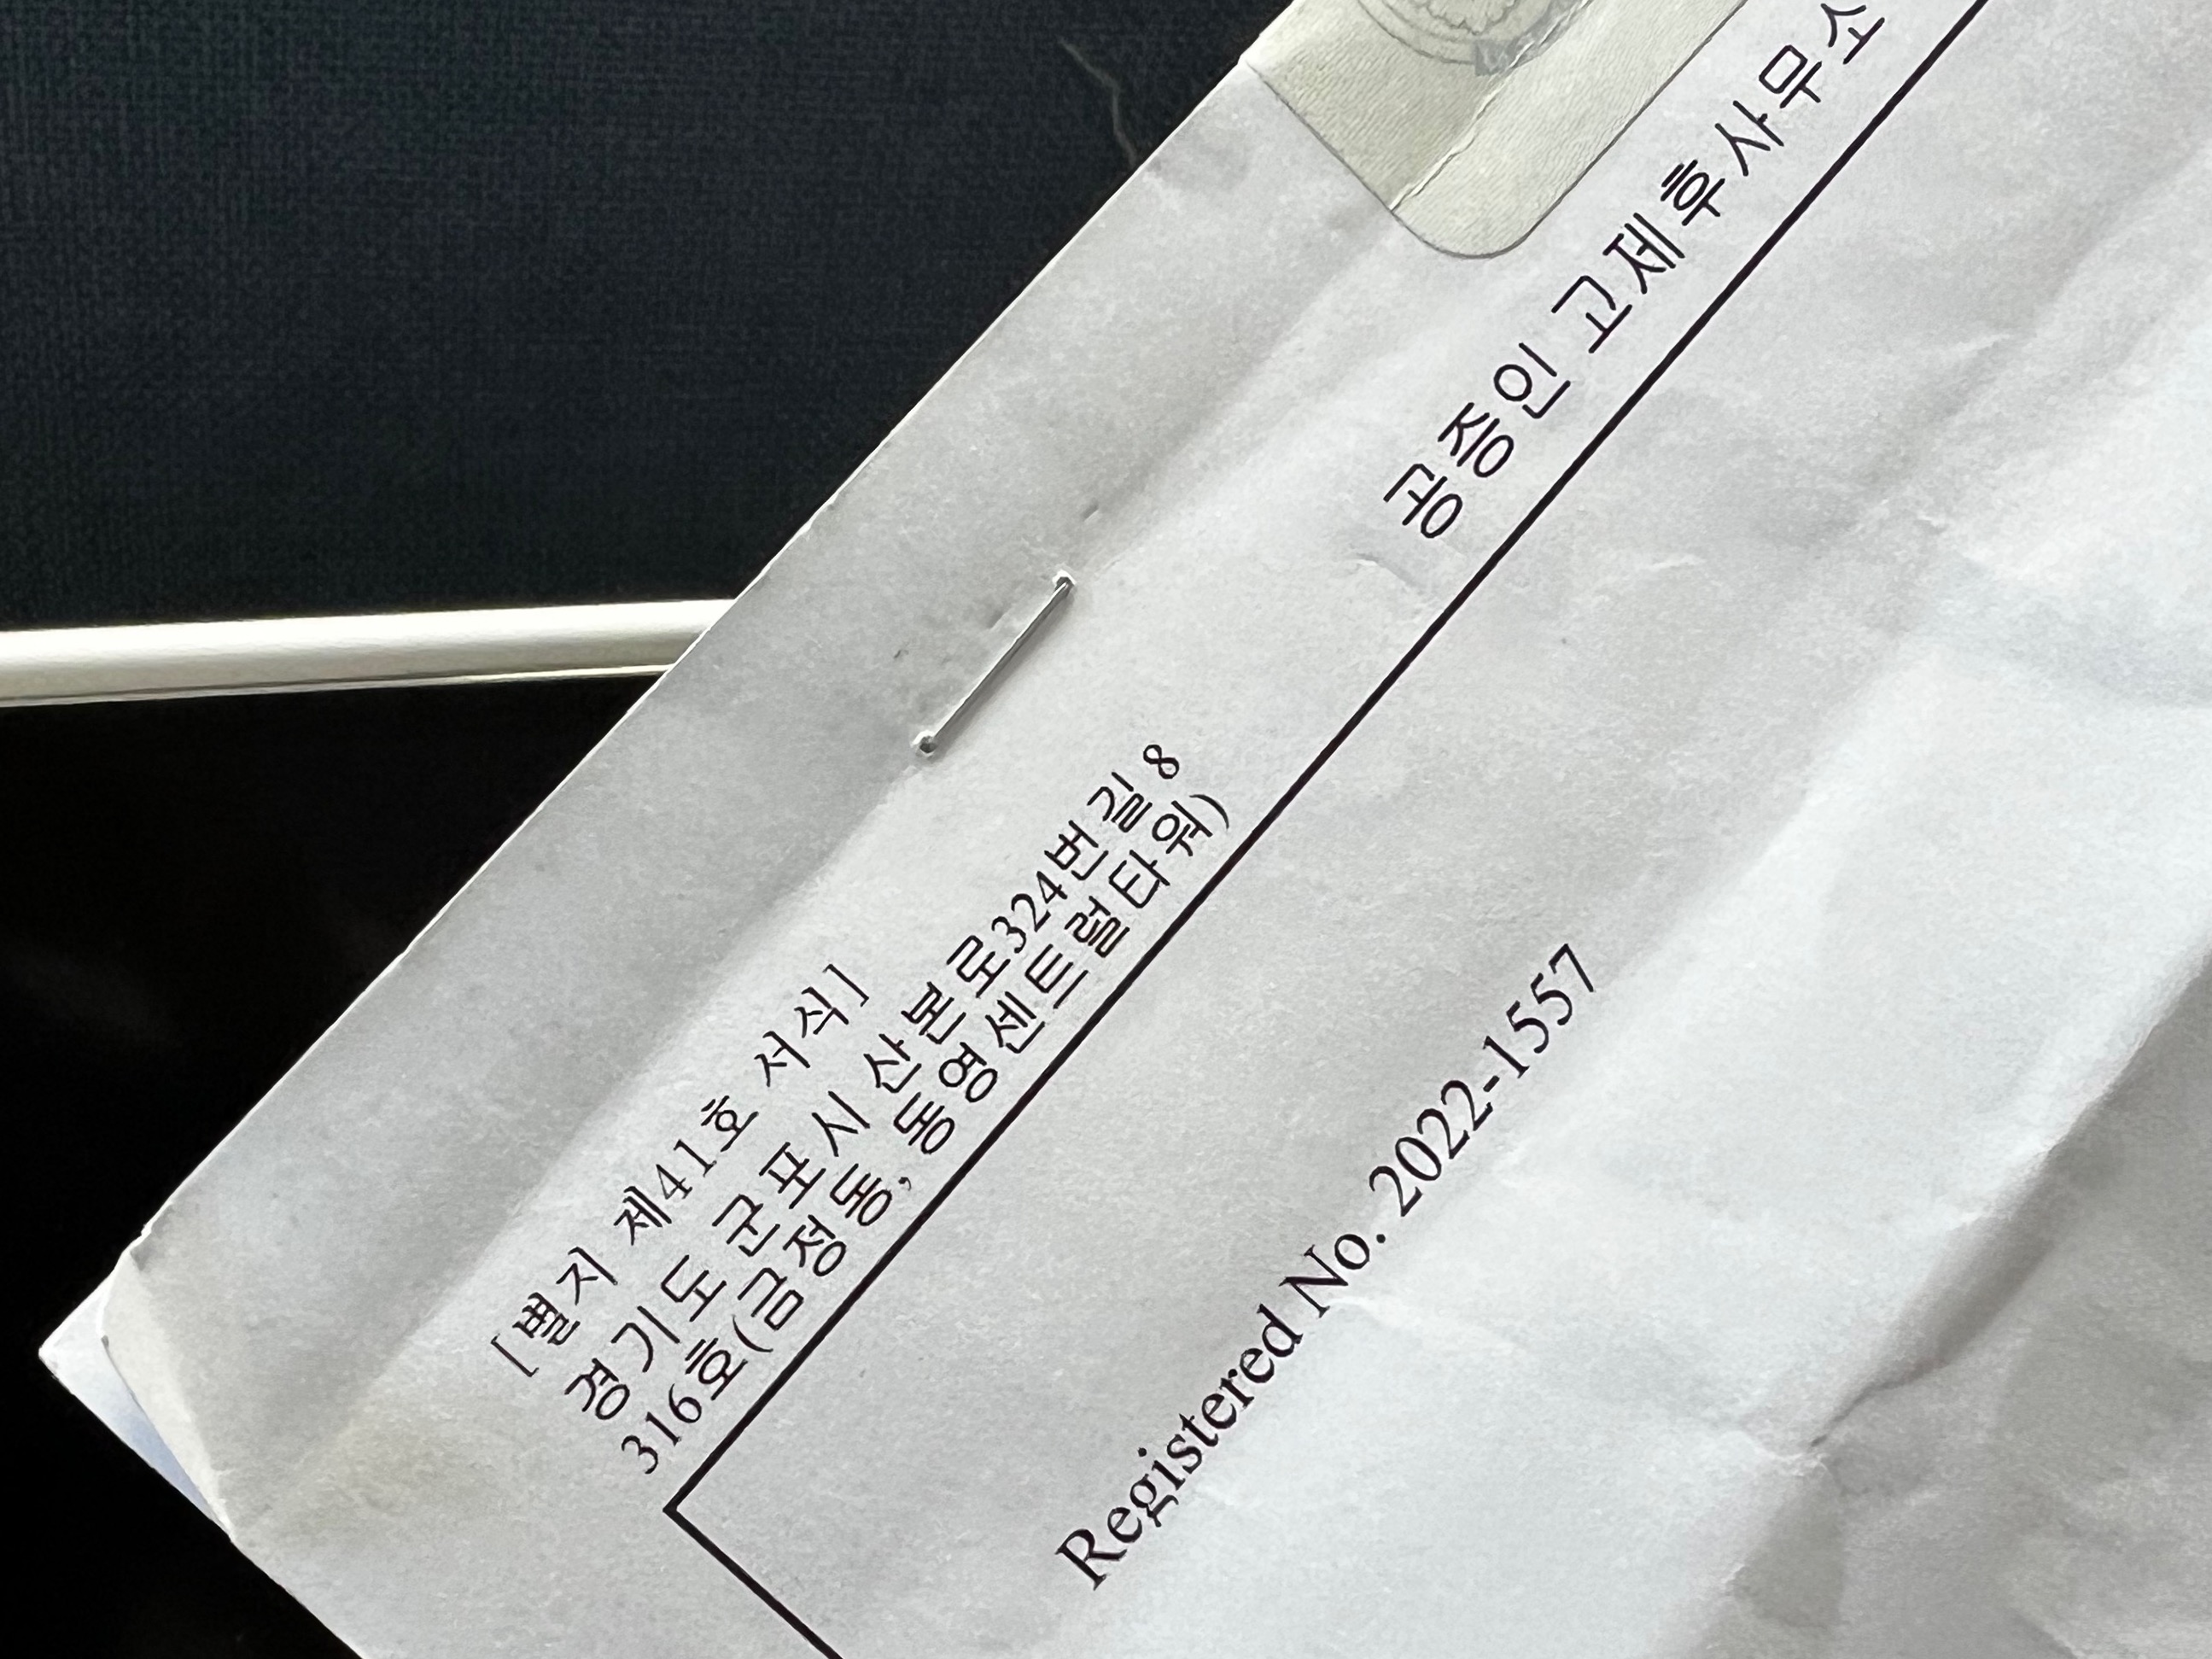 [별지 제41호 서식]
경기도 군포시 산본로324번길 8
316호(금정동, 동영센트럴타워)
공증인 고제후사무소
Registered No. 2022-1557